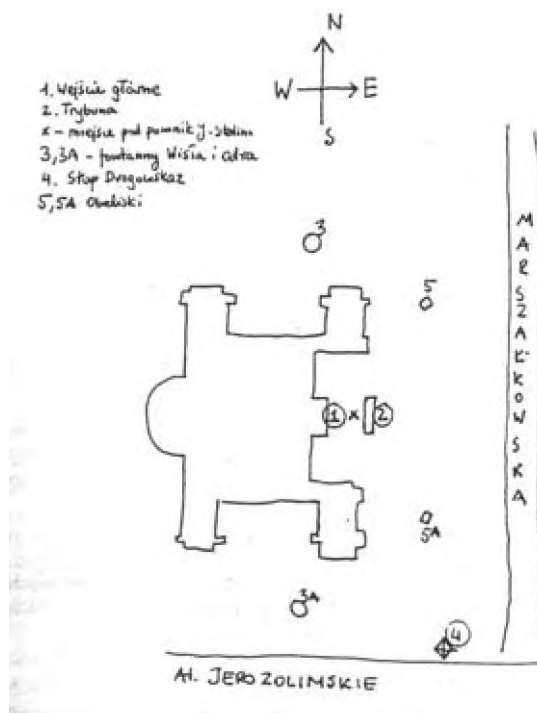 N
W E
S
1. Wejście główne
2. Trybuna
x - miejsce pod pomnik J. Stalina
3, 3A - fontanny Wisła i Odra
4. Słup Drogowskaz
5, 5A Obeliski
3
5
1 x 2
5A
3A
4
MARSZAŁKOWSKA
Al. JEROZOLIMSKIE